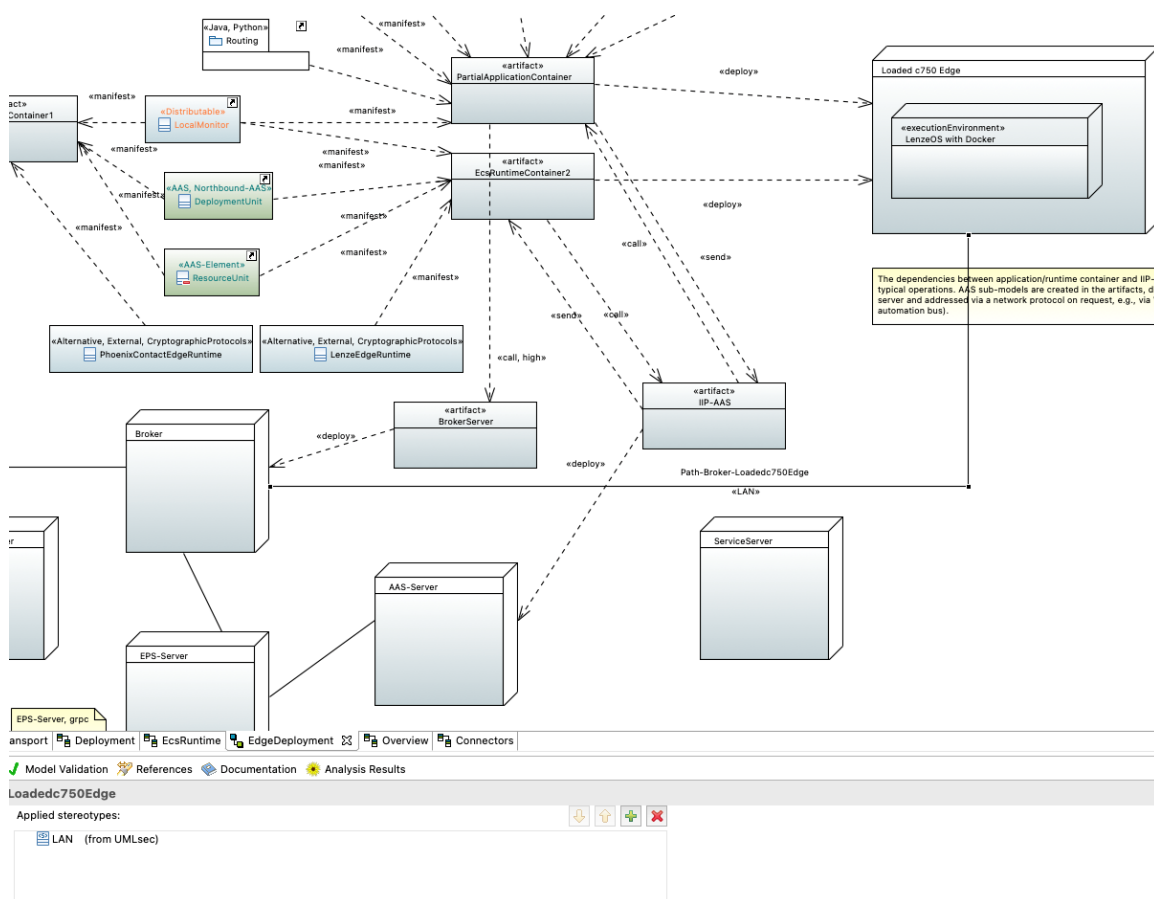 «Java, Python»
Routing
«manifest»
«manifest»
«artifact»
PartialApplicationContainer
«deploy»
Loaded c750 Edge
«executionEnvironment»
LenzeOS with Docker
act»
Container1
«manifest»
«Distributable»
LocalMonitor
«manifest»
«manifest»
«manifest»
«manifest»
«artifact»
EcsRuntimeContainer2
«AAS, Northbound-AAS»
DeploymentUnit
«manifest»
«manifest»
«deploy»
«manifest»
«call»
«send»
«AAS-Element»
ResourceUnit
«manifest»
«manifest»
The dependencies between application/runtime container and IIP-
typical operations. AAS sub-models are created in the artifacts, d
server and addressed via a network protocol on request, e.g., via
automation bus).
«send»
«call»
«Alternative, External, CryptographicProtocols»
PhoenixContactEdgeRuntime
«Alternative, External, CryptographicProtocols»
LenzeEdgeRuntime
«call, high»
«artifact»
IIP-AAS
«artifact»
BrokerServer
Broker
«deploy»
«deploy»
Path-Broker-Loadedc750Edge
«LAN»
er
ServiceServer
AAS-Server
EPS-Server
EPS-Server, grpc
ansport
Deployment
EcsRuntime
EdgeDeployment
Overview
Connectors
Model Validation
References
Documentation
Analysis Results
Loadedc750Edge
Applied stereotypes:
LAN (from UMLsec)